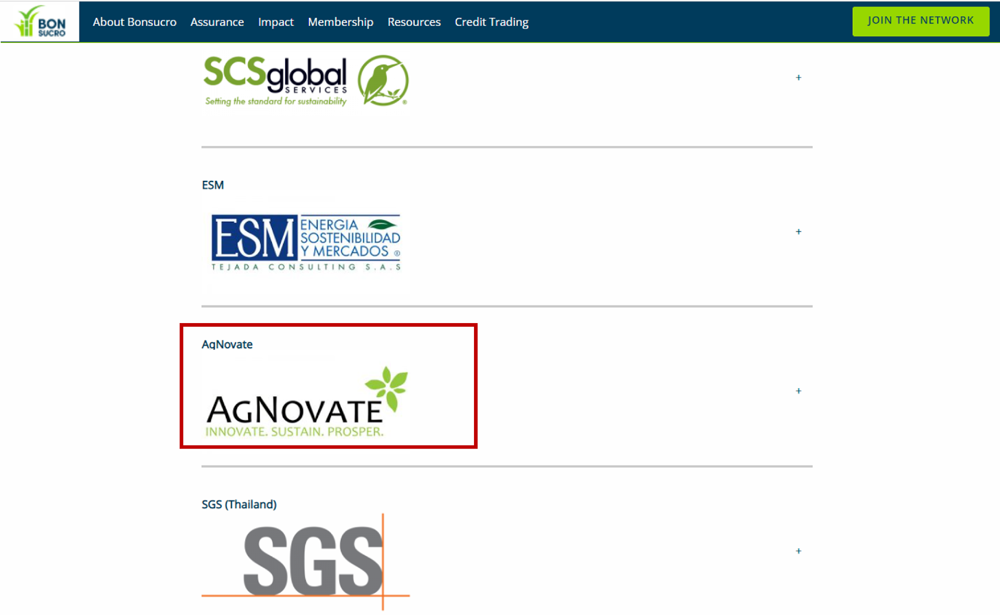 BON
SUCRO
About Bonsucro Assurance Impact Membership Resources Credit Trading
JOIN THE NETWORK
SCSglobal
SERVICES
Setting the standard for sustainability
®
+
ESM
ESM
ENERGIA
SOSTENIBILIDAD
Y MERCADOS ®
TEJADA CONSULTING S.A.S
+
AgNovate
AGNOVATE
INNOVATE. SUSTAIN. PROSPER.
+
SGS (Thailand)
SGS
+